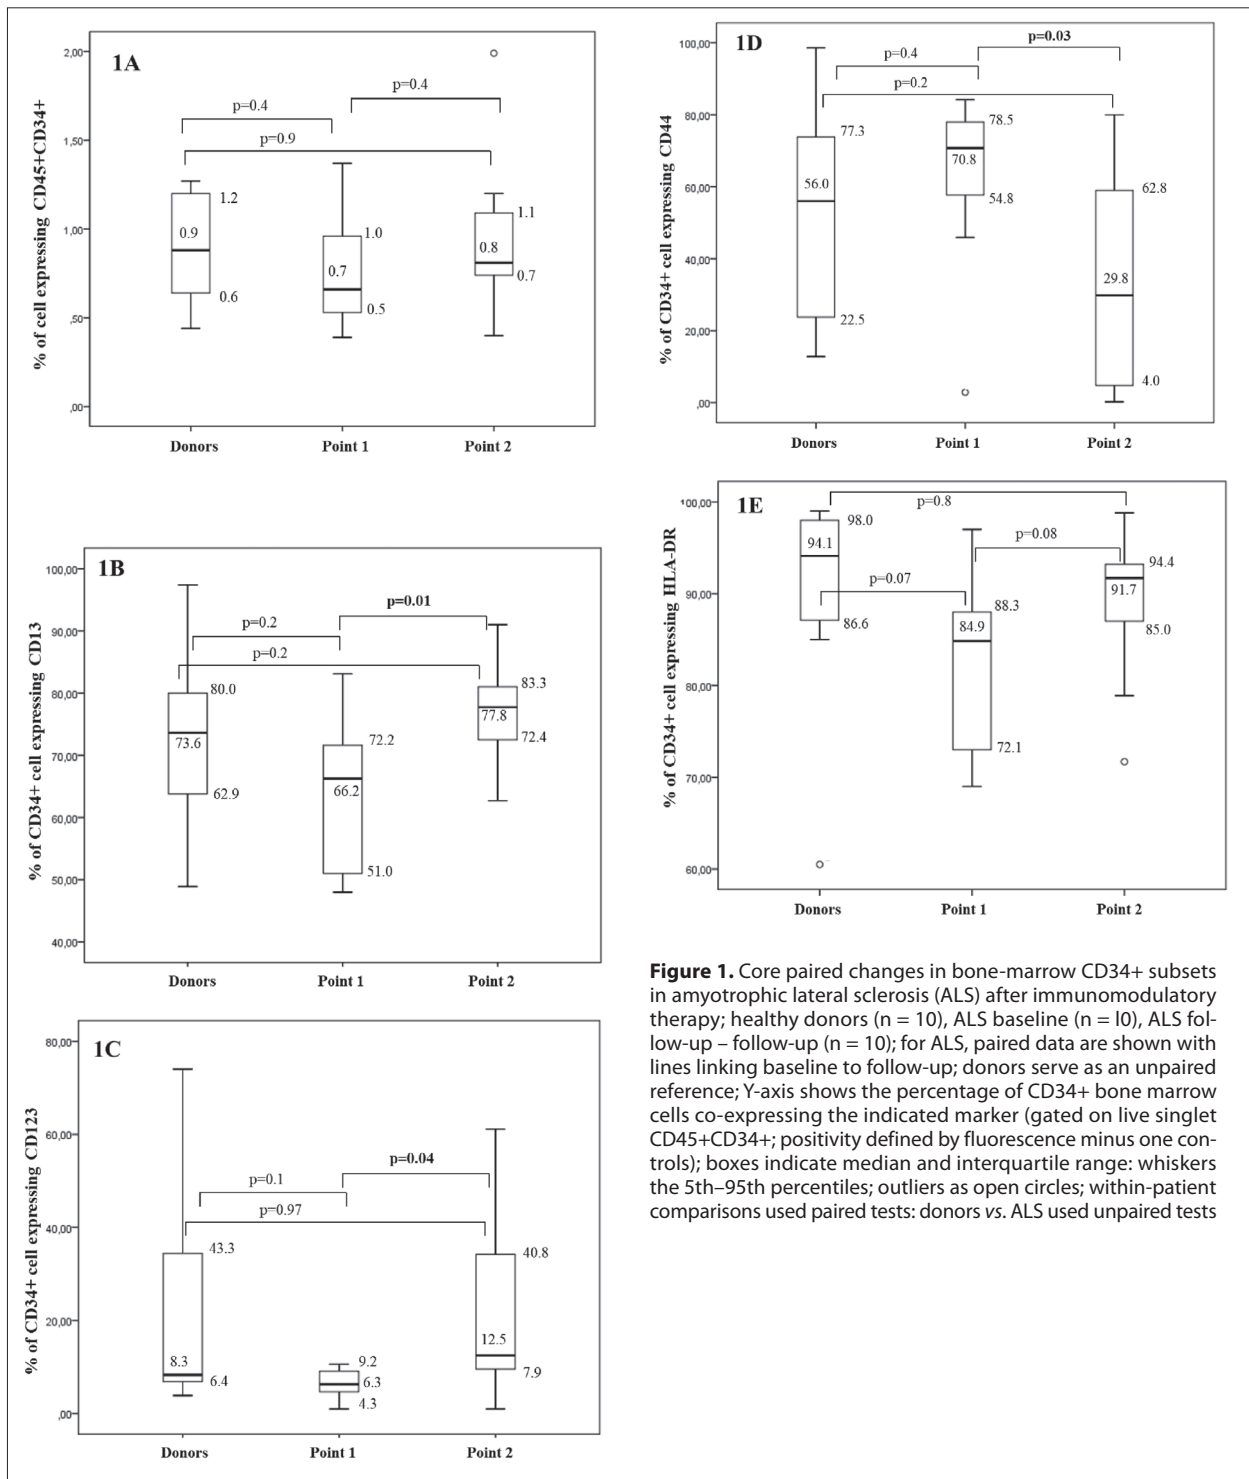 1A
% of cell expressing CD45+CD34+
2,00
1,50
1,00
,50
,00
p=0.4
p=0.4
p=0.9
1.2
0.9
0.6
1.0
0.7
0.5
1.1
0.8
0.7
Donors Point 1 Point 2
1B
% of CD34+ cell expressing CD13
100,00
90,00
80,00
70,00
60,00
50,00
40,00
p=0.01
p=0.2
p=0.2
80.0
73.6
62.9
72.2
66.2
51.0
83.3
77.8
72.4
Donors Point 1 Point 2
1C
% of CD34+ cell expressing CD123
80,00
60,00
40,00
20,00
,00
p=0.04
p=0.1
p=0.97
43.3
8.3
6.4
9.2
6.3
4.3
40.8
12.5
7.9
Donors Point 1 Point 2
1D
% of CD34+ cell expressing CD44
100,00
80,00
60,00
40,00
20,00
,00
p=0.03
p=0.4
p=0.2
77.3
56.0
22.5
78.5
70.8
54.8
62.8
29.8
4.0
Donors Point 1 Point 2
1E
% of CD34+ cell expressing HLA-DR
100,00
90,00
80,00
70,00
60,00
p=0.8
p=0.08
p=0.07
98.0
94.1
86.6
88.3
84.9
72.1
94.4
91.7
85.0
Donors Point 1 Point 2
Figure 1. Core paired changes in bone-marrow CD34+ subsets
in amyotrophic lateral sclerosis (ALS) after immunomodulatory
therapy; healthy donors (n = 10), ALS baseline (n = l0), ALS fol-
low-up – follow-up (n = 10); for ALS, paired data are shown with
lines linking baseline to follow-up; donors serve as an unpaired
reference; Y-axis shows the percentage of CD34+ bone marrow
cells co-expressing the indicated marker (gated on live singlet
CD45+CD34+; positivity defined by fluorescence minus one con-
trols); boxes indicate median and interquartile range: whiskers
the 5th–95th percentiles; outliers as open circles; within-patient
comparisons used paired tests: donors vs. ALS used unpaired tests